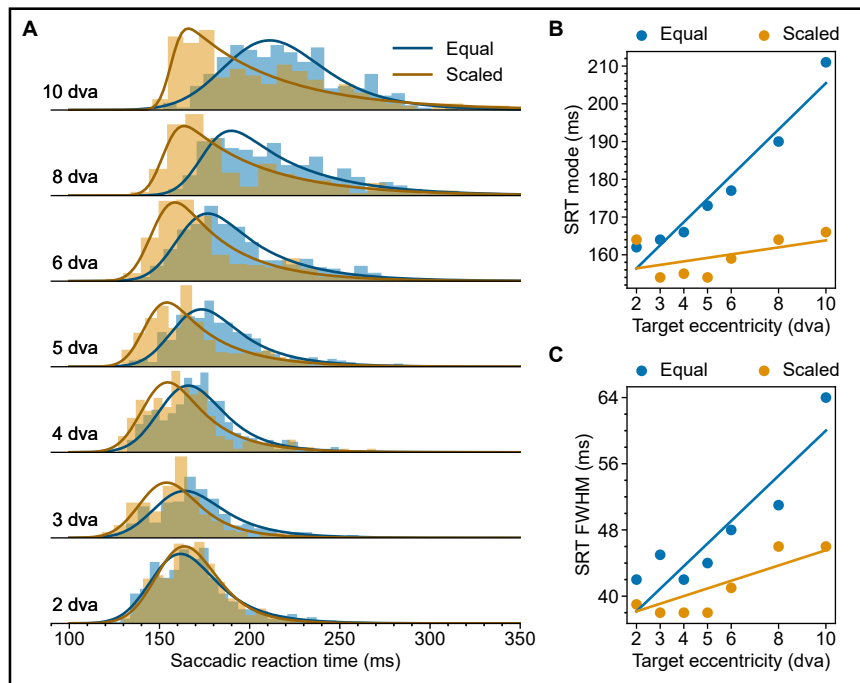 A
Equal
Scaled
10 dva
8 dva
6 dva
5 dva
4 dva
3 dva
2 dva
100 150 200 250 300 350
Saccadic reaction time (ms)
B
Equal Scaled
210
200
190
180
170
160
SRT mode (ms)
2 3 4 5 6 8 10
Target eccentricity (dva)
C
Equal Scaled
64
56
48
40
SRT FWHM (ms)
2 3 4 5 6 8 10
Target eccentricity (dva)